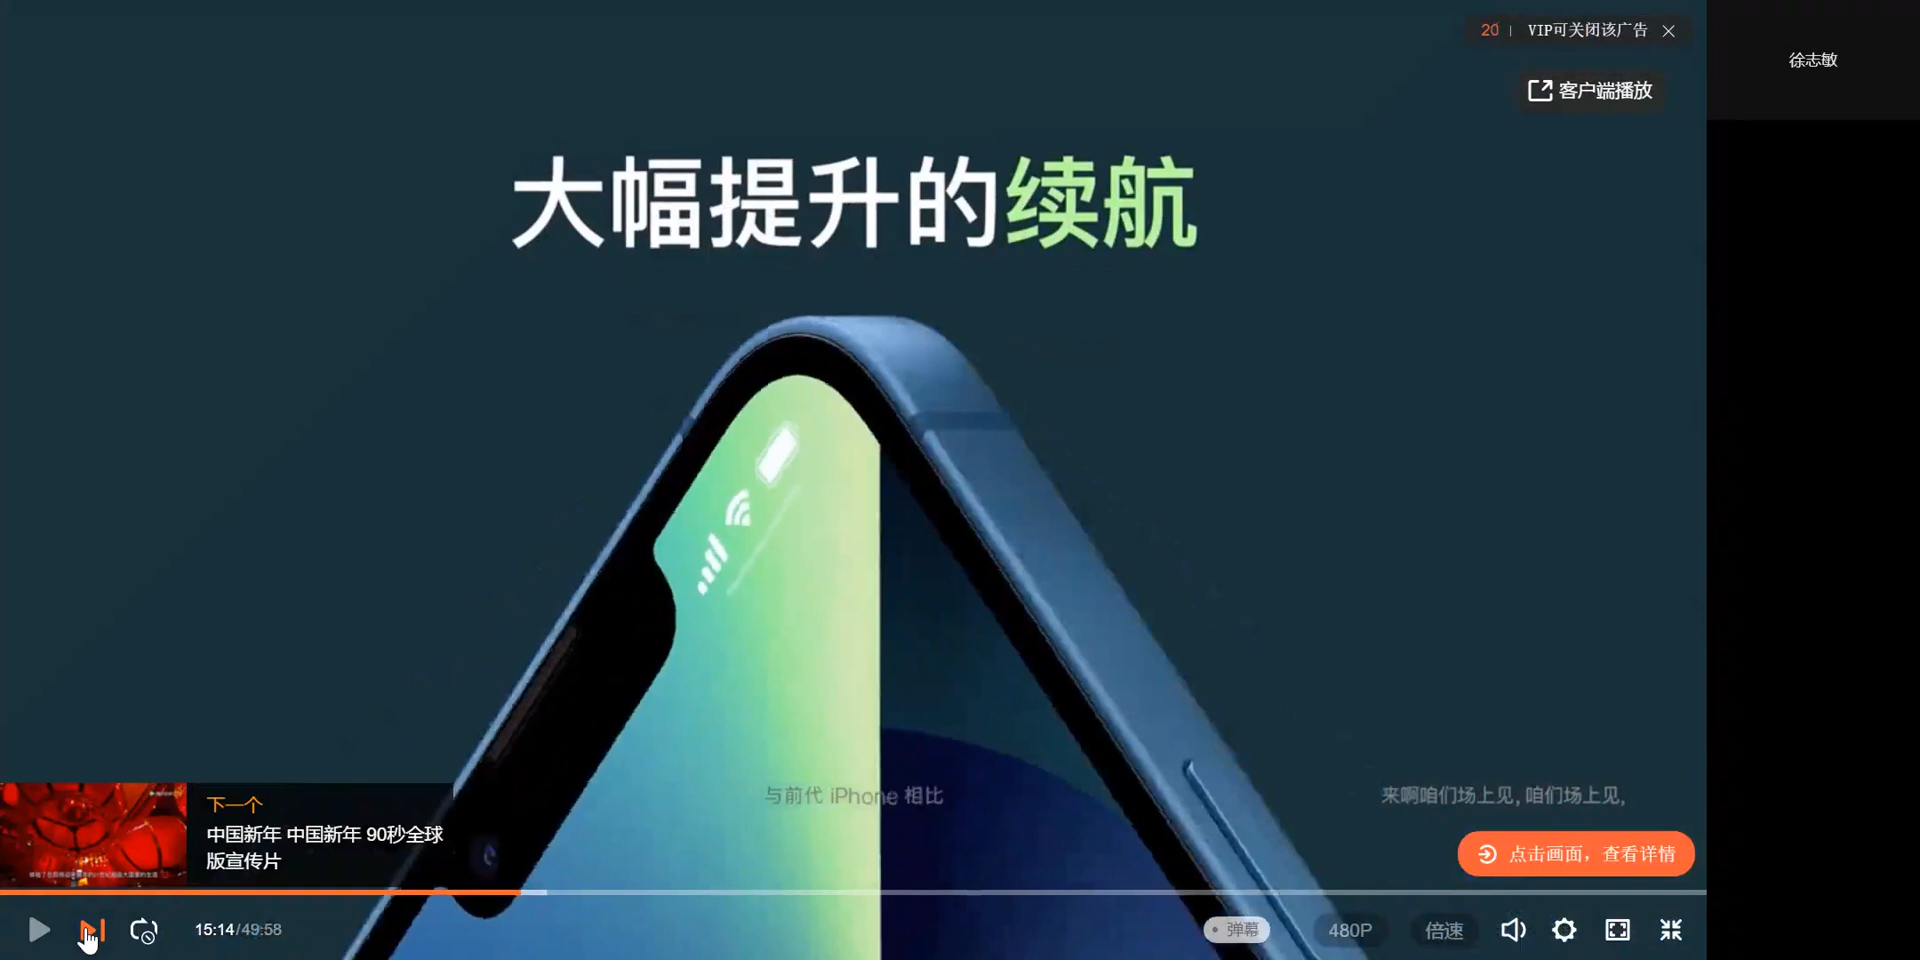 20 | VIP可关闭该广告
徐志敏
客户端播放
大幅提升的续航
与前代 iPhone 相比
来啊咱们场上见, 咱们场上见,
下一个
中国新年 中国新年 90秒全球
版宣传片
点击画面，查看详情
15:14/49:58
弹幕
480P
倍速